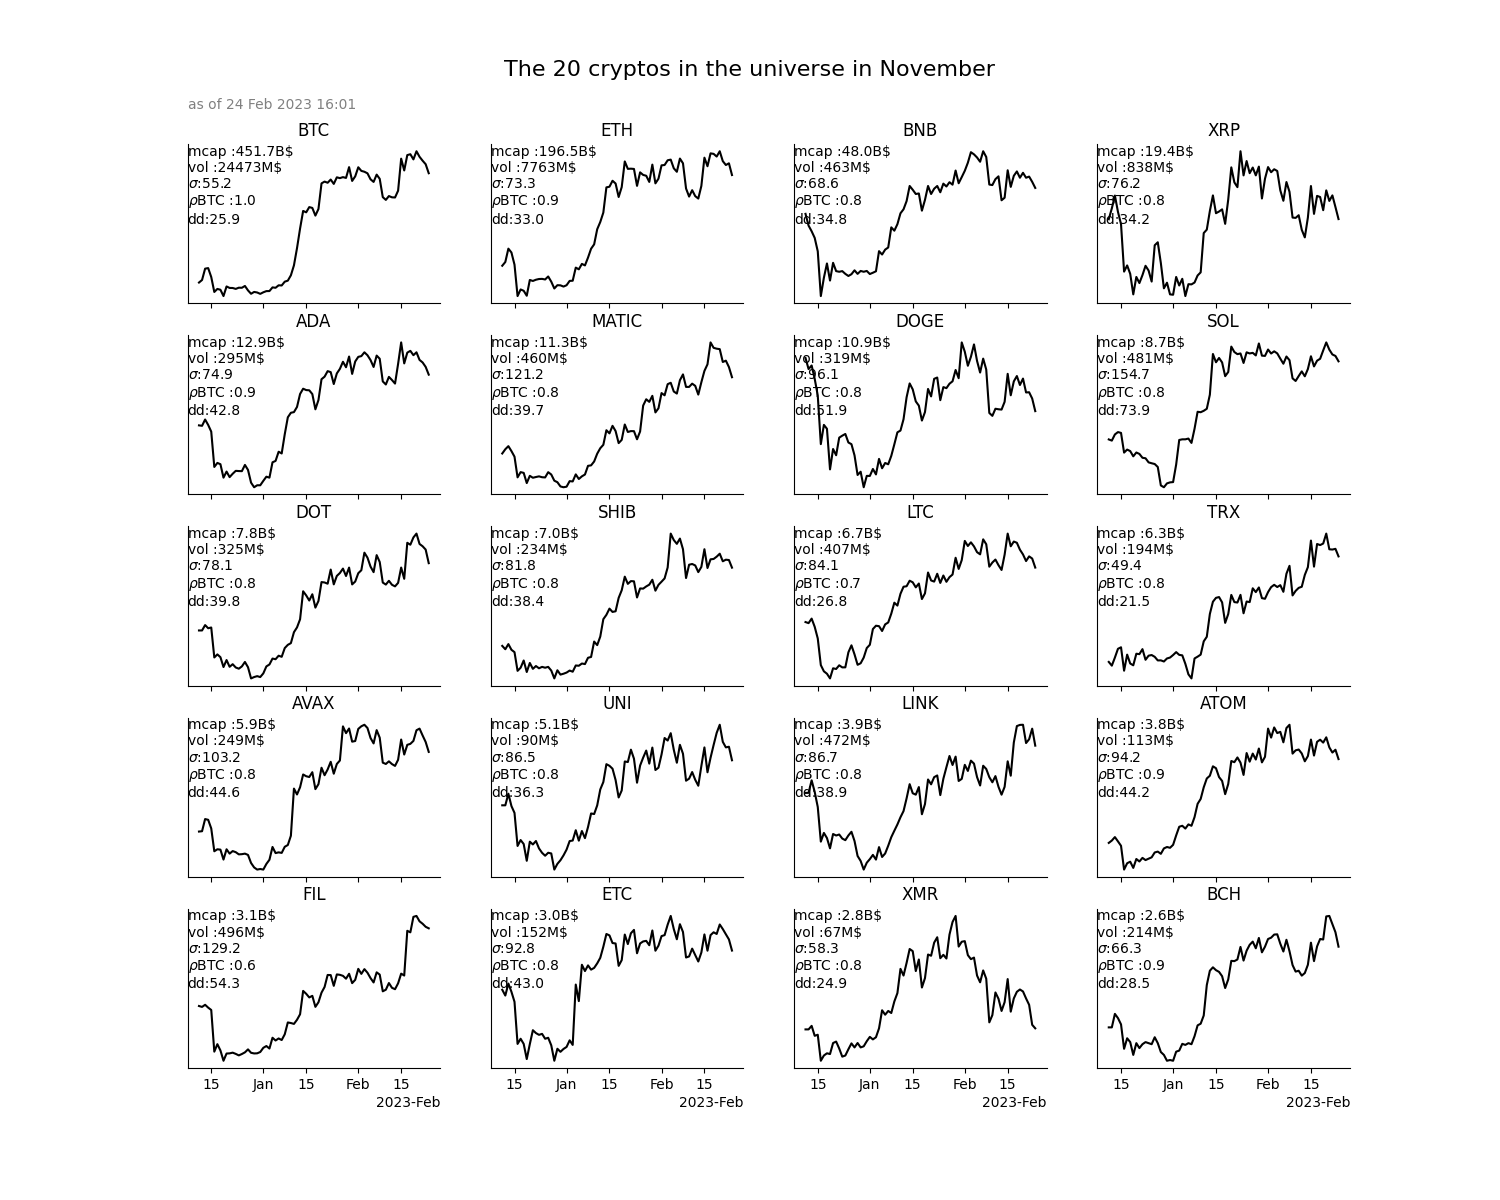 The 20 cryptos in the universe in November
as of 24 Feb 2023 16:01
BTC
mcap :451.7B$
vol :24473M$
σ:55.2
ρBTC :1.0
dd:25.9
ETH
mcap :196.5B$
vol :7763M$
σ:73.3
ρBTC :0.9
dd:33.0
BNB
mcap :48.0B$
vol :463M$
σ:68.6
ρBTC :0.8
dd:34.8
XRP
mcap :19.4B$
vol :838M$
σ:76.2
ρBTC :0.8
dd:34.2
ADA
mcap :12.9B$
vol :295M$
σ:74.9
ρBTC :0.9
dd:42.8
MATIC
mcap :11.3B$
vol :460M$
σ:121.2
ρBTC :0.8
dd:39.7
DOGE
mcap :10.9B$
vol :319M$
σ:96.1
ρBTC :0.8
dd:51.9
SOL
mcap :8.7B$
vol :481M$
σ:154.7
ρBTC :0.8
dd:73.9
DOT
mcap :7.8B$
vol :325M$
σ:78.1
ρBTC :0.8
dd:39.8
SHIB
mcap :7.0B$
vol :234M$
σ:81.8
ρBTC :0.8
dd:38.4
LTC
mcap :6.7B$
vol :407M$
σ:84.1
ρBTC :0.7
dd:26.8
TRX
mcap :6.3B$
vol :194M$
σ:49.4
ρBTC :0.8
dd:21.5
AVAX
mcap :5.9B$
vol :249M$
σ:103.2
ρBTC :0.8
dd:44.6
UNI
mcap :5.1B$
vol :90M$
σ:86.5
ρBTC :0.8
dd:36.3
LINK
mcap :3.9B$
vol :472M$
σ:86.7
ρBTC :0.8
dd:38.9
ATOM
mcap :3.8B$
vol :113M$
σ:94.2
ρBTC :0.9
dd:44.2
FIL
mcap :3.1B$
vol :496M$
σ:129.2
ρBTC :0.6
dd:54.3
15 Jan 15 Feb 15
2023-Feb
ETC
mcap :3.0B$
vol :152M$
σ:92.8
ρBTC :0.8
dd:43.0
15 Jan 15 Feb 15
2023-Feb
XMR
mcap :2.8B$
vol :67M$
σ:58.3
ρBTC :0.8
dd:24.9
15 Jan 15 Feb 15
2023-Feb
BCH
mcap :2.6B$
vol :214M$
σ:66.3
ρBTC :0.9
dd:28.5
15 Jan 15 Feb 15
2023-Feb